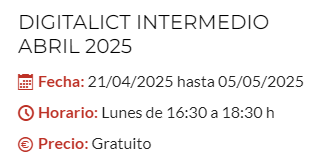 DIGITALICT INTERMEDIO
ABRIL 2025
Fecha: 21/04/2025 hasta 05/05/2025
Horario: Lunes de 16:30 a 18:30 h
Precio: Gratuito